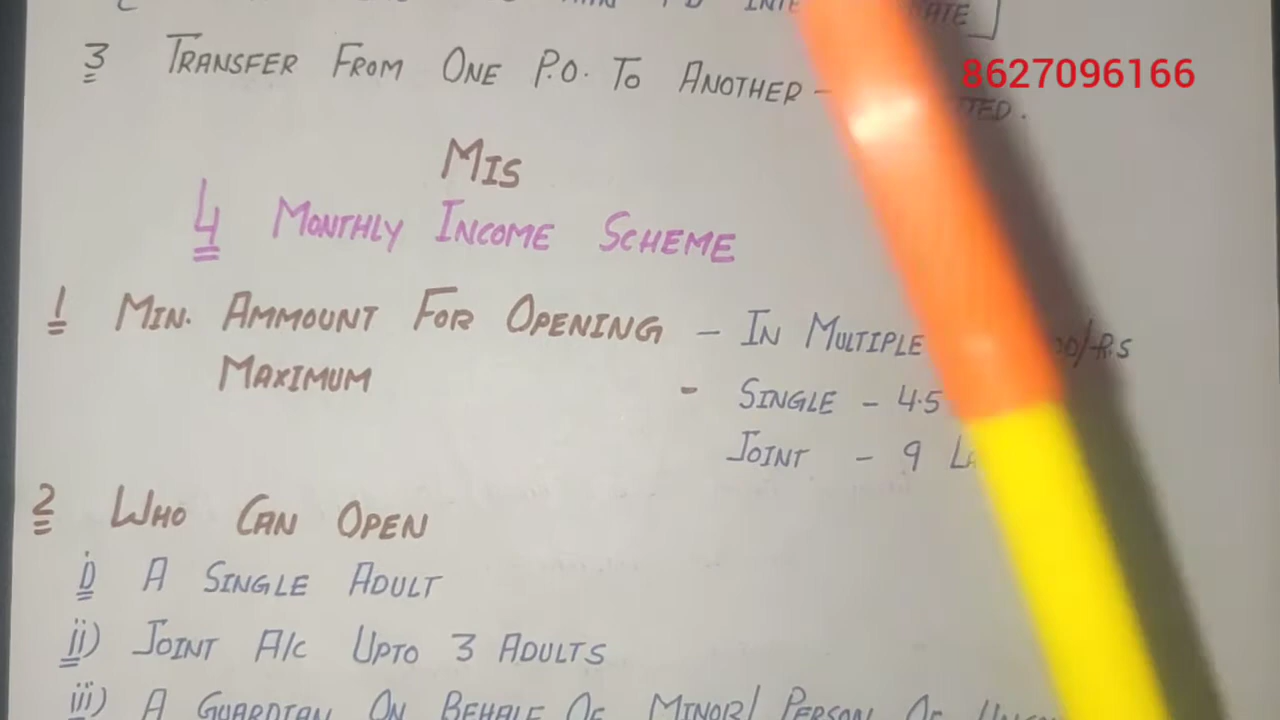 3 TRANSFER FROM ONE P.O. TO ANOTHER -
8627096166
MIS
4 MONTHLY INCOME SCHEME
1 MIN. AMMOUNT FOR OPENING - IN MULTIPLE /-RS
MAXIMUM - SINGLE - 4.5
JOINT - 9
2 WHO CAN OPEN
i) A SINGLE ADULT
ii) JOINT A/C UPTO 3 ADULTS
iii) A GUARDIAN ON BEHALF OF MINOR/ PERSON OF